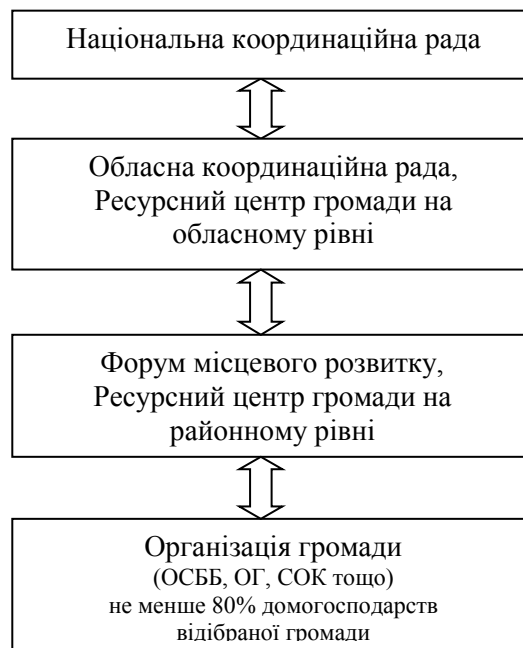 Національна координаційна рада
Обласна координаційна рада,
Ресурсний центр громади на
обласному рівні
Форум місцевого розвитку,
Ресурсний центр громади на
районному рівні
Організація громади
(ОСББ, ОГ, СОК тощо)
не менше 80% домогосподарств
відібраної громади